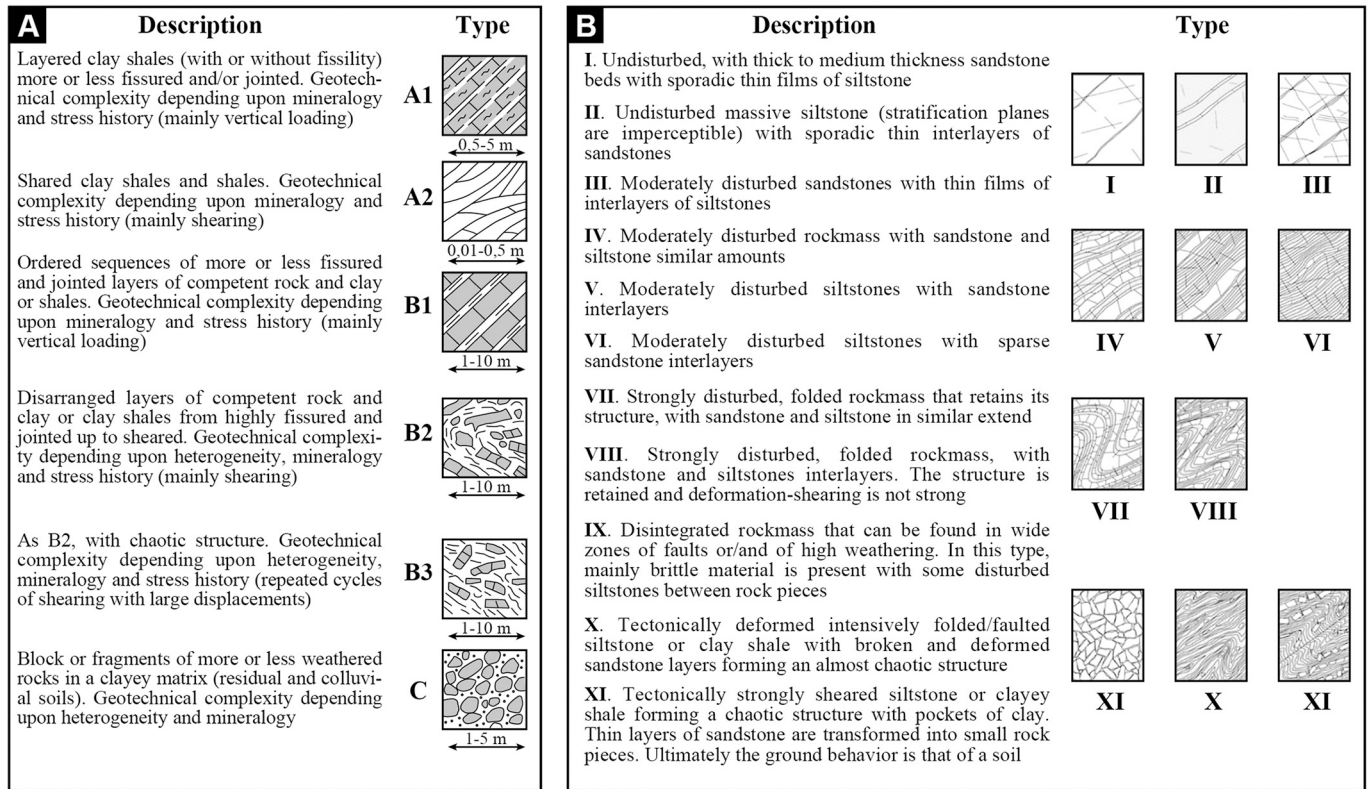 A Description Type
Layered clay shales (with or without fissility)
more or less fissured and/or jointed. Geotech-
nical complexity depending upon mineralogy
and stress history (mainly vertical loading)
A1
0,5-5 m
Shared clay shales and shales. Geotechnical
complexity depending upon mineralogy and
stress history (mainly shearing)
A2
0,01-0,5 m
Ordered sequences of more or less fissured
and jointed layers of competent rock and clay
or shales. Geotechnical complexity depending
upon mineralogy and stress history (mainly
vertical loading)
B1
1-10 m
Disarranged layers of competent rock and
clay or clay shales from highly fissured and
jointed up to sheared. Geotechnical complexi-
ty depending upon heterogeneity, mineralogy
and stress history (mainly shearing)
B2
1-10 m
As B2, with chaotic structure. Geotechnical
complexity depending upon heterogeneity,
mineralogy and stress history (repeated cycles
of shearing with large displacements)
B3
1-10 m
Block or fragments of more or less weathered
rocks in a clayey matrix (residual and colluvi-
al soils). Geotechnical complexity depending
upon heterogeneity and mineralogy
C
1-5 m
B Description Type
I. Undisturbed, with thick to medium thickness sandstone
beds with sporadic thin films of siltstone
II. Undisturbed massive siltstone (stratification planes
are imperceptible) with sporadic thin interlayers of
sandstones
III. Moderately disturbed sandstones with thin films of
interlayers of siltstones
I II III
IV. Moderately disturbed rockmass with sandstone and
siltstone similar amounts
V. Moderately disturbed siltstones with sandstone
interlayers
VI. Moderately disturbed siltstones with sparse
sandstone interlayers
IV V VI
VII. Strongly disturbed, folded rockmass that retains its
structure, with sandstone and siltstone in similar extend
VIII. Strongly disturbed, folded rockmass, with
sandstone and siltstones interlayers. The structure is
retained and deformation-shearing is not strong
VII VIII
IX. Disintegrated rockmass that can be found in wide
zones of faults or/and of high weathering. In this type,
mainly brittle material is present with some disturbed
siltstones between rock pieces
X. Tectonically deformed intensively folded/faulted
siltstone or clay shale with broken and deformed
sandstone layers forming an almost chaotic structure
XI. Tectonically strongly sheared siltstone or clayey
shale forming a chaotic structure with pockets of clay.
Thin layers of sandstone are transformed into small rock
pieces. Ultimately the ground behavior is that of a soil
XI X XI